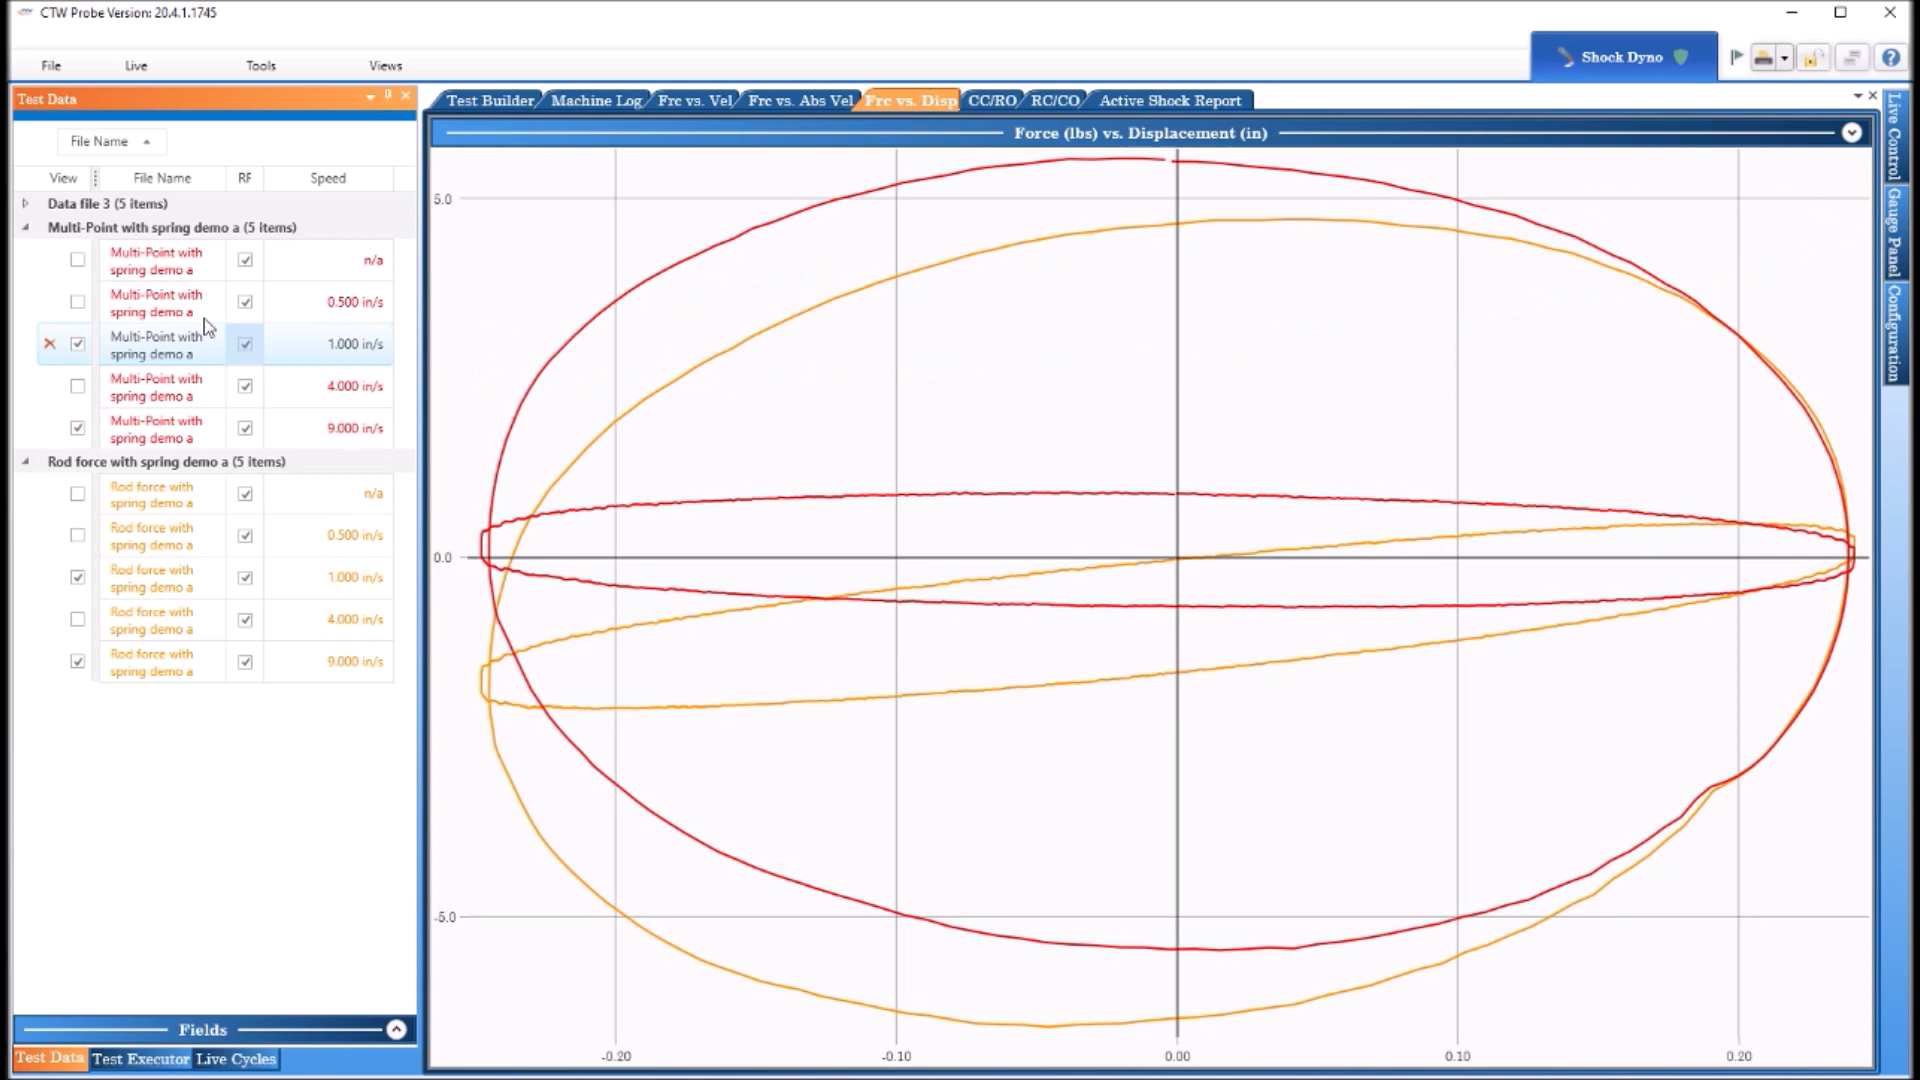 CTW Probe Version: 20.4.1.1745
File Live Tools Views
Shock Dyno
?
Test Data
Test Builder Machine Log Frc vs. Vel Frc vs. Abs Vel Frc vs. Disp CC/RO RC/CO Active Shock Report
Force (lbs) vs. Displacement (in)
File Name
View File Name RF Speed
Data file 3 (5 items)
Multi-Point with spring demo a (5 items)
Multi-Point with
spring demo a
n/a
Multi-Point with
spring demo a
0.500 in/s
Multi-Point with
spring demo a
1.000 in/s
Multi-Point with
spring demo a
4.000 in/s
Multi-Point with
spring demo a
9.000 in/s
Rod force with spring demo a (5 items)
Rod force with
spring demo a
n/a
Rod force with
spring demo a
0.500 in/s
Rod force with
spring demo a
1.000 in/s
Rod force with
spring demo a
4.000 in/s
Rod force with
spring demo a
9.000 in/s
Fields
Test Data Test Executor Live Cycles
5.0
0.0
-5.0
-0.20 -0.10 0.00 0.10 0.20
Live Control
Gauge Panel
Configuration